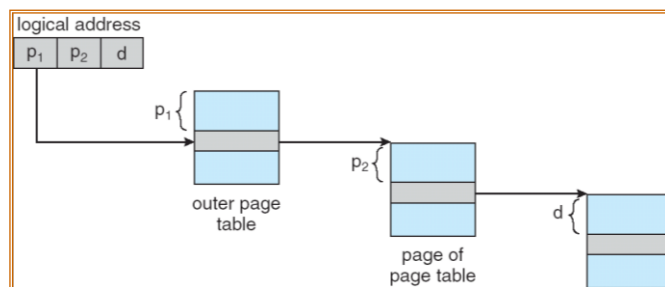 logical address
p1 p2 d
p1
outer page
table
p2
page of
page table
d